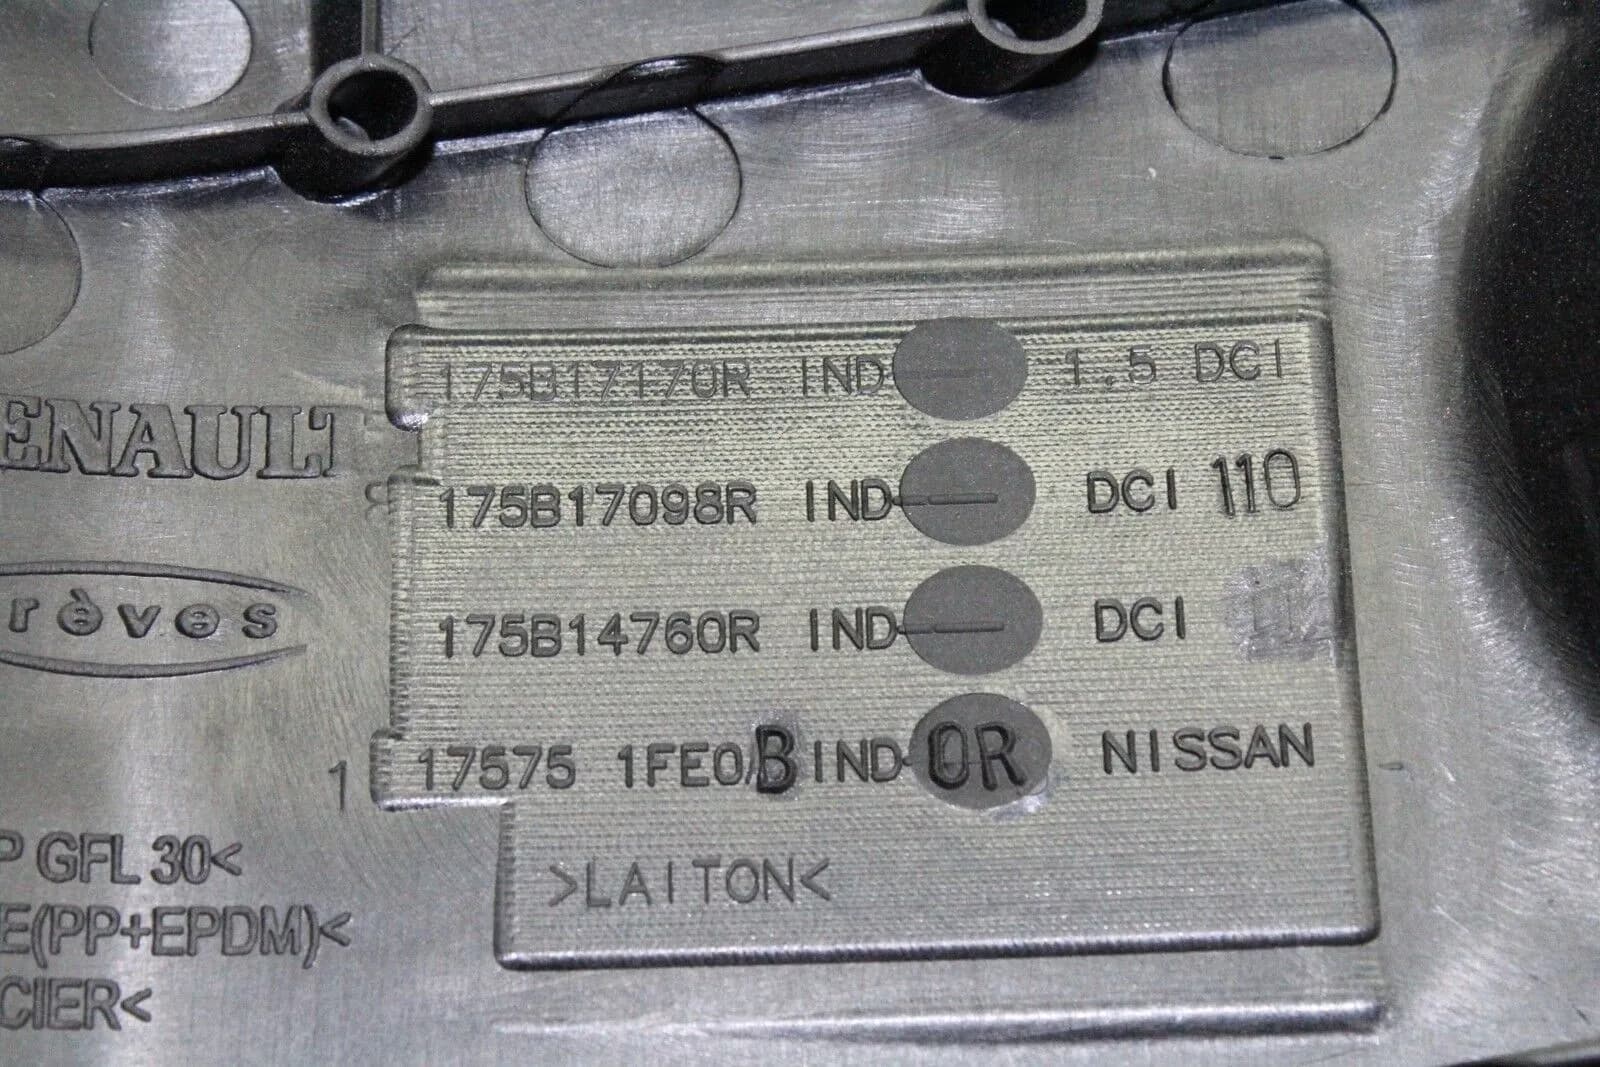 175B17170R IND - 1.5 DCI
ENAULT
175B17098R IND - DCI 110
rèves
175B14760R IND - DCI
1
17575 1FE0B IND 0R NISSAN
P GFL 30<
>LAITON<
E(PP+EPDM)<
CIER<